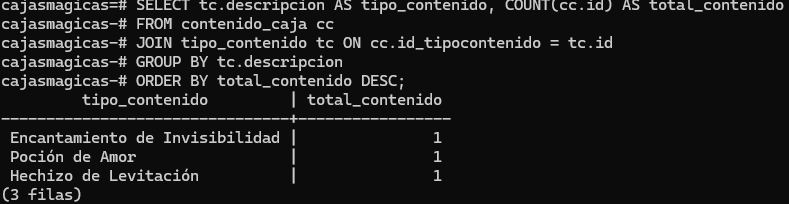 cajasmagicas=# SELECT tc.descripcion AS tipo_contenido, COUNT(cc.id) AS total_contenido
cajasmagicas-# FROM contenido_caja cc
cajasmagicas-# JOIN tipo_contenido tc ON cc.id_tipocontenido = tc.id
cajasmagicas-# GROUP BY tc.descripcion
cajasmagicas-# ORDER BY total_contenido DESC;
        tipo_contenido         | total_contenido
-------------------------------+-----------------
 Encantamiento de Invisibilidad |               1
 Poción de Amor                 |               1
 Hechizo de Levitación          |               1
(3 filas)